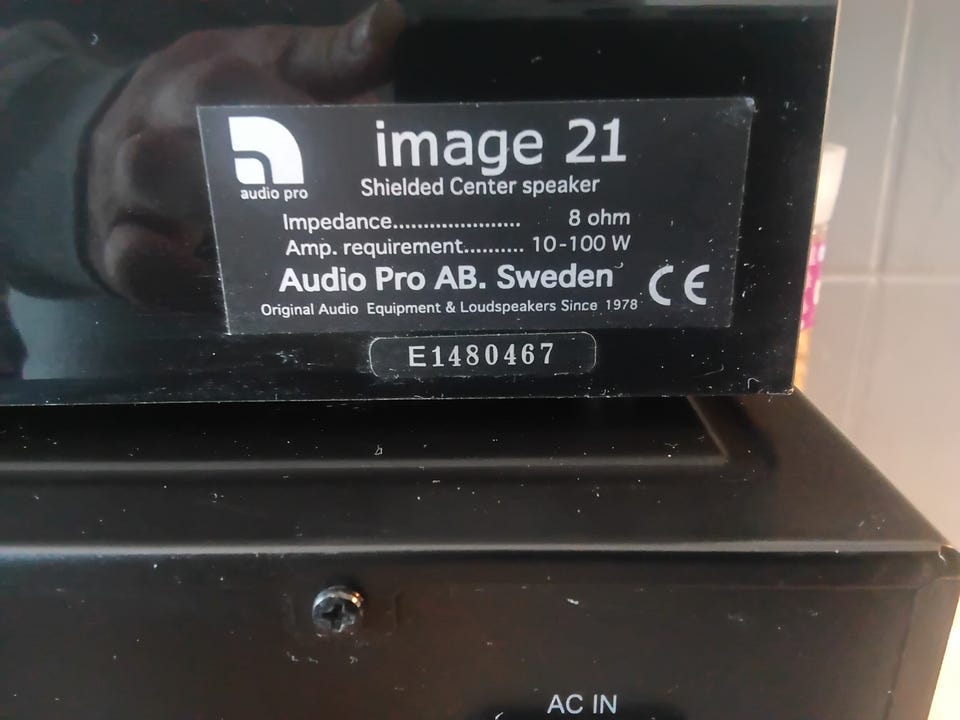 image 21
audio pro
Shielded Center speaker
Impedance..................... 8 ohm
Amp. requirement.......... 10-100 W
Audio Pro AB. Sweden
CE
Original Audio Equipment & Loudspeakers Since 1978
E1480467
AC IN